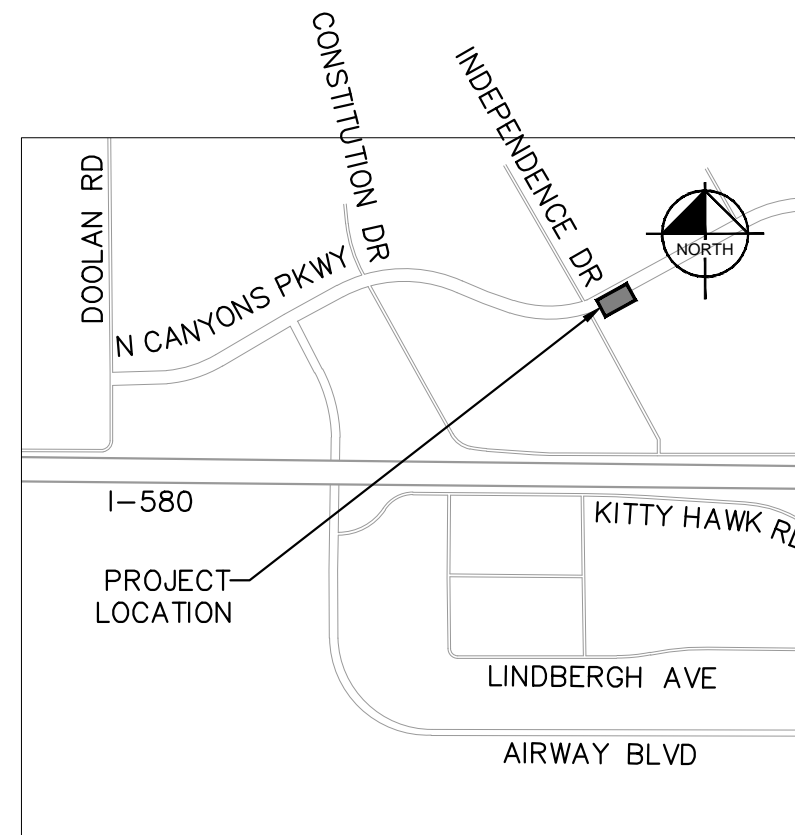 CONSTITUTION DR
INDEPENDENCE DR
DOOLAN RD
N CANYONS PKWY
NORTH
I-580
KITTY HAWK RD
PROJECT
LOCATION
LINDBERGH AVE
AIRWAY BLVD